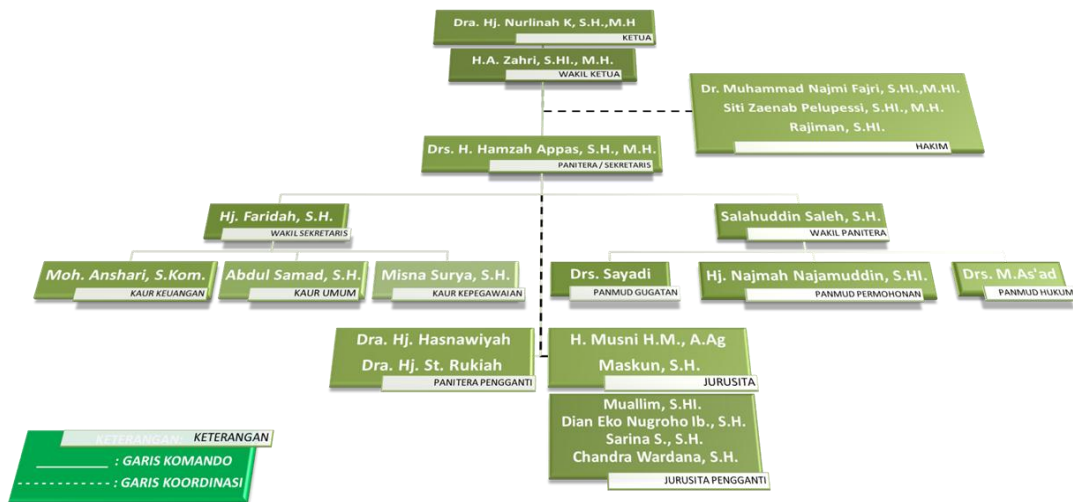 Dra. Hj. Nurlinah K, S.H.,M.H
KETUA
H.A. Zahri, S.HI., M.H.
WAKIL KETUA
Dr. Muhammad Najmi Fajri, S.HI.,M.HI.
Siti Zaenab Pelupessi, S.HI., M.H.
Rajiman, S.HI.
HAKIM
Drs. H. Hamzah Appas, S.H., M.H.
PANITERA / SEKRETARIS
Hj. Faridah, S.H.
WAKIL SEKRETARIS
Salahuddin Saleh, S.H.
WAKIL PANITERA
Moh. Anshari, S.Kom.
KAUR KEUANGAN
Abdul Samad, S.H.
KAUR UMUM
Misna Surya, S.H.
KAUR KEPEGAWAIAN
Drs. Sayadi
PANMUD GUGATAN
Hj. Najmah Najamuddin, S.HI.
PANMUD PERMOHONAN
Drs. M.As'ad
PANMUD HUKUM
Dra. Hj. Hasnawiyah
Dra. Hj. St. Rukiah
PANITERA PENGGANTI
H. Musni H.M., A.Ag
Maskun, S.H.
JURUSITA
Muallim, S.HI.
Dian Eko Nugroho Ib., S.H.
Sarina S., S.H.
Chandra Wardana, S.H.
JURUSITA PENGGANTI
KETERANGAN: KETERANGAN
: GARIS KOMANDO
: GARIS KOORDINASI